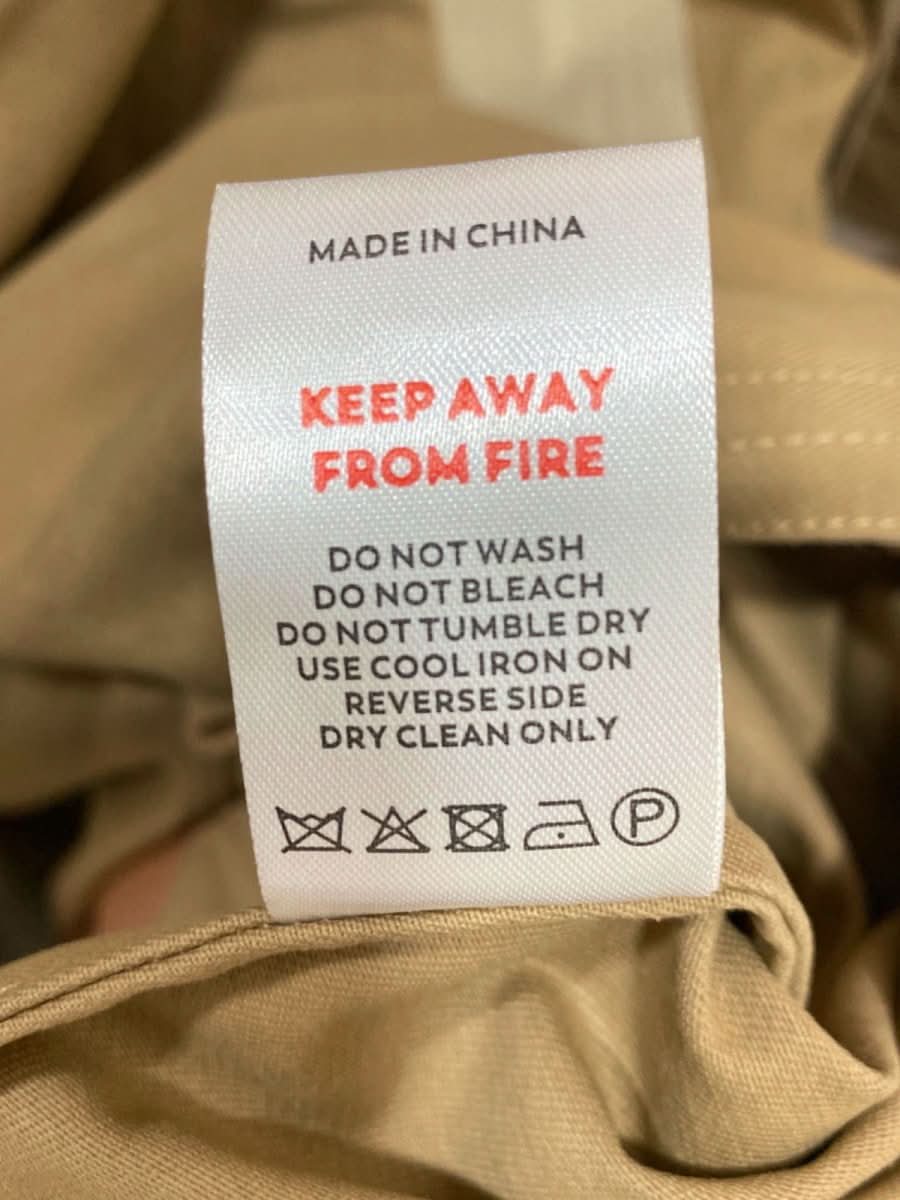 MADE IN CHINA
KEEP AWAY
FROM FIRE
DO NOT WASH
DO NOT BLEACH
DO NOT TUMBLE DRY
USE COOL IRON ON
REVERSE SIDE
DRY CLEAN ONLY
P